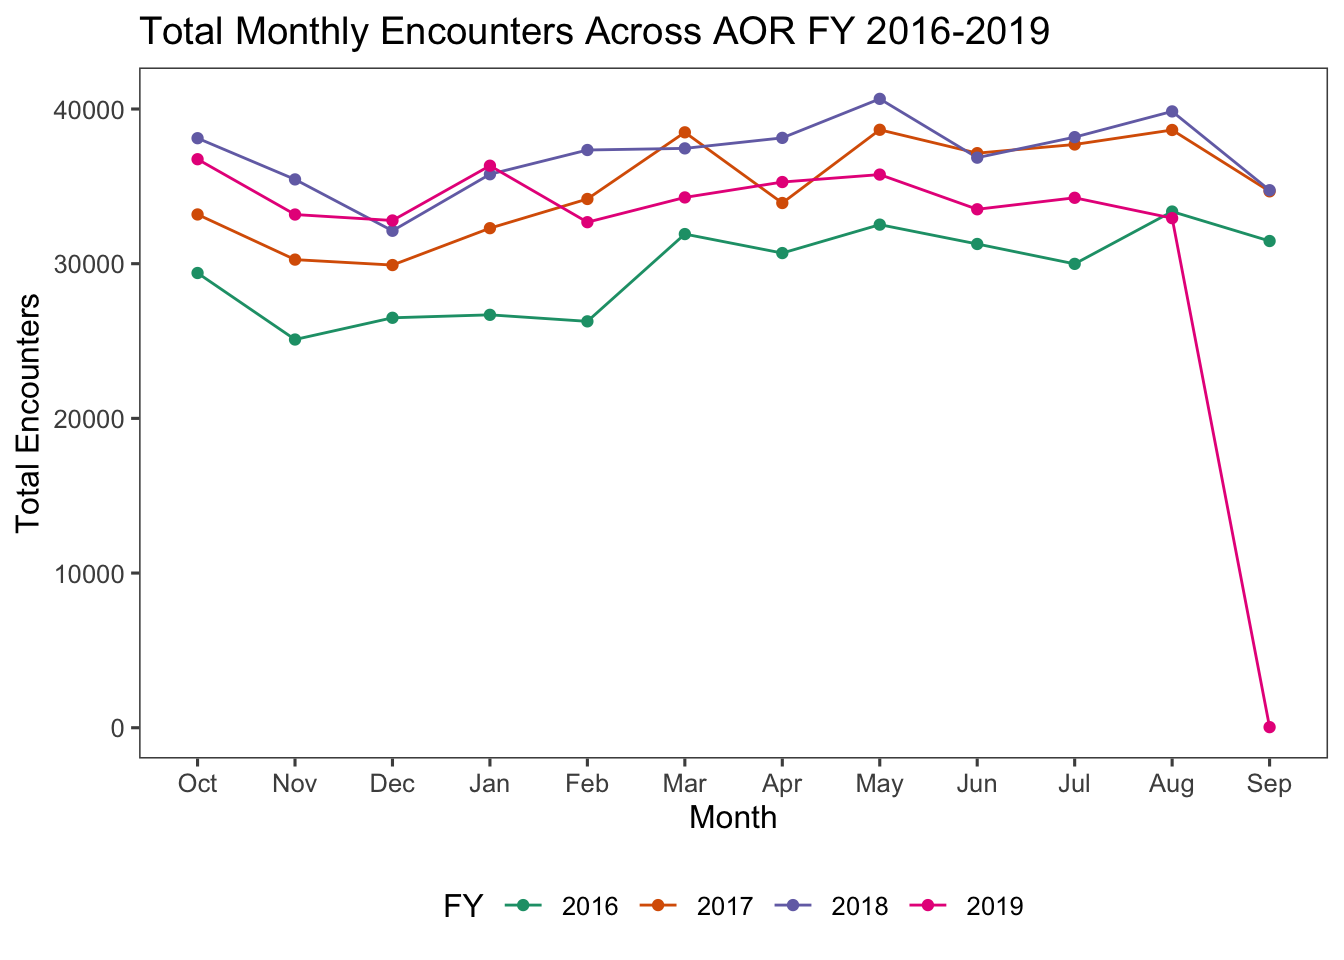 Total Monthly Encounters Across AOR FY 2016-2019
Total Encounters
40000
30000
20000
10000
0
Oct Nov Dec Jan Feb Mar Apr May Jun Jul Aug Sep
Month
FY 2016 2017 2018 2019